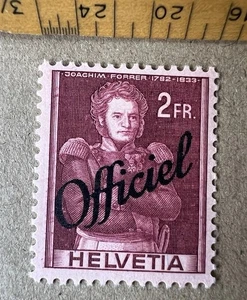 JOACHIM FORRER 1782-1833
2 FR.
Officiel
HELVETIA